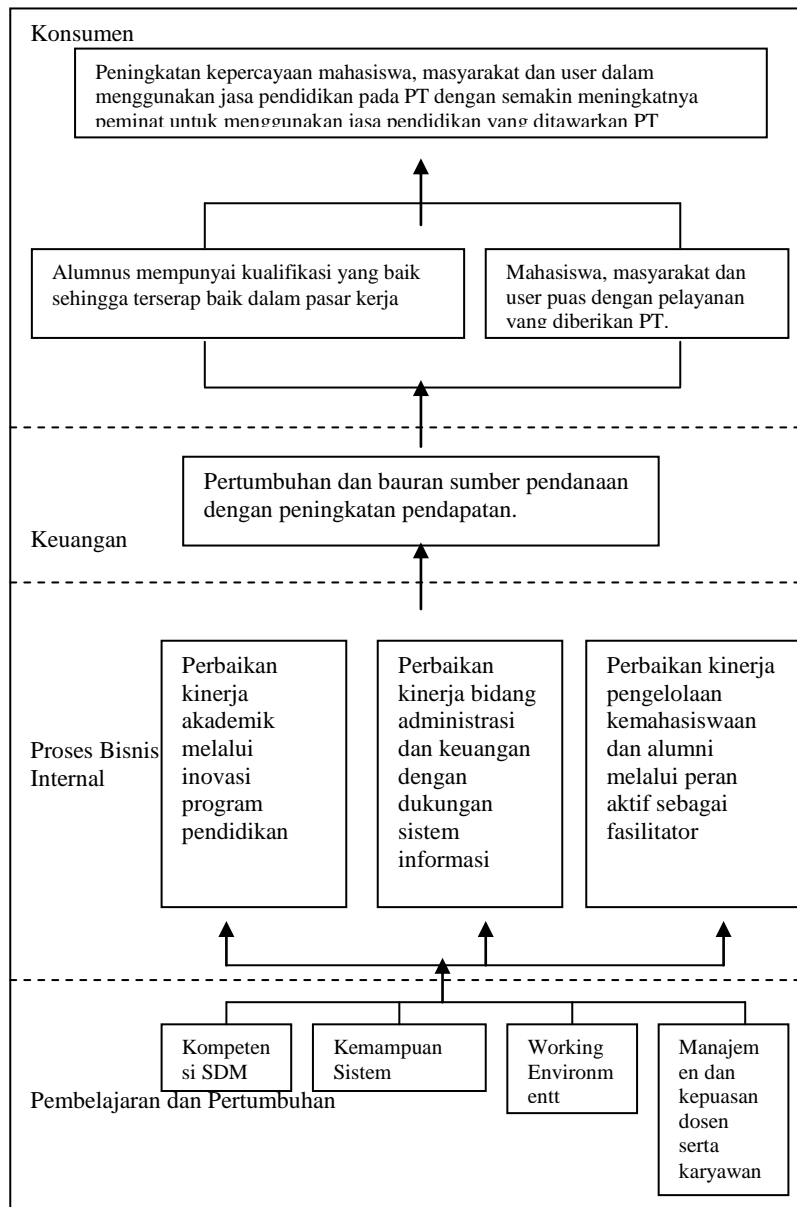 Konsumen
Peningkatan kepercayaan mahasiswa, masyarakat dan user dalam
menggunakan jasa pendidikan pada PT dengan semakin meningkatnya
peminat untuk menggunakan jasa pendidikan yang ditawarkan PT
Alumnus mempunyai kualifikasi yang baik
sehingga terserap baik dalam pasar kerja
Mahasiswa, masyarakat dan
user puas dengan pelayanan
yang diberikan PT.
Pertumbuhan dan bauran sumber pendanaan
dengan peningkatan pendapatan.
Keuangan
Proses Bisnis
Internal
Perbaikan
kinerja
akademik
melalui
inovasi
program
pendidikan
Perbaikan
kinerja bidang
administrasi
dan keuangan
dengan
dukungan
sistem
informasi
Perbaikan kinerja
pengelolaan
kemahasiswaan
dan alumni
melalui peran
aktif sebagai
fasilitator
Kompeten
si SDM
Kemampuan
Sistem
Working
Environm
entt
Manajem
en dan
kepuasan
dosen
serta
karyawan
Pembelajaran dan Pertumbuhan